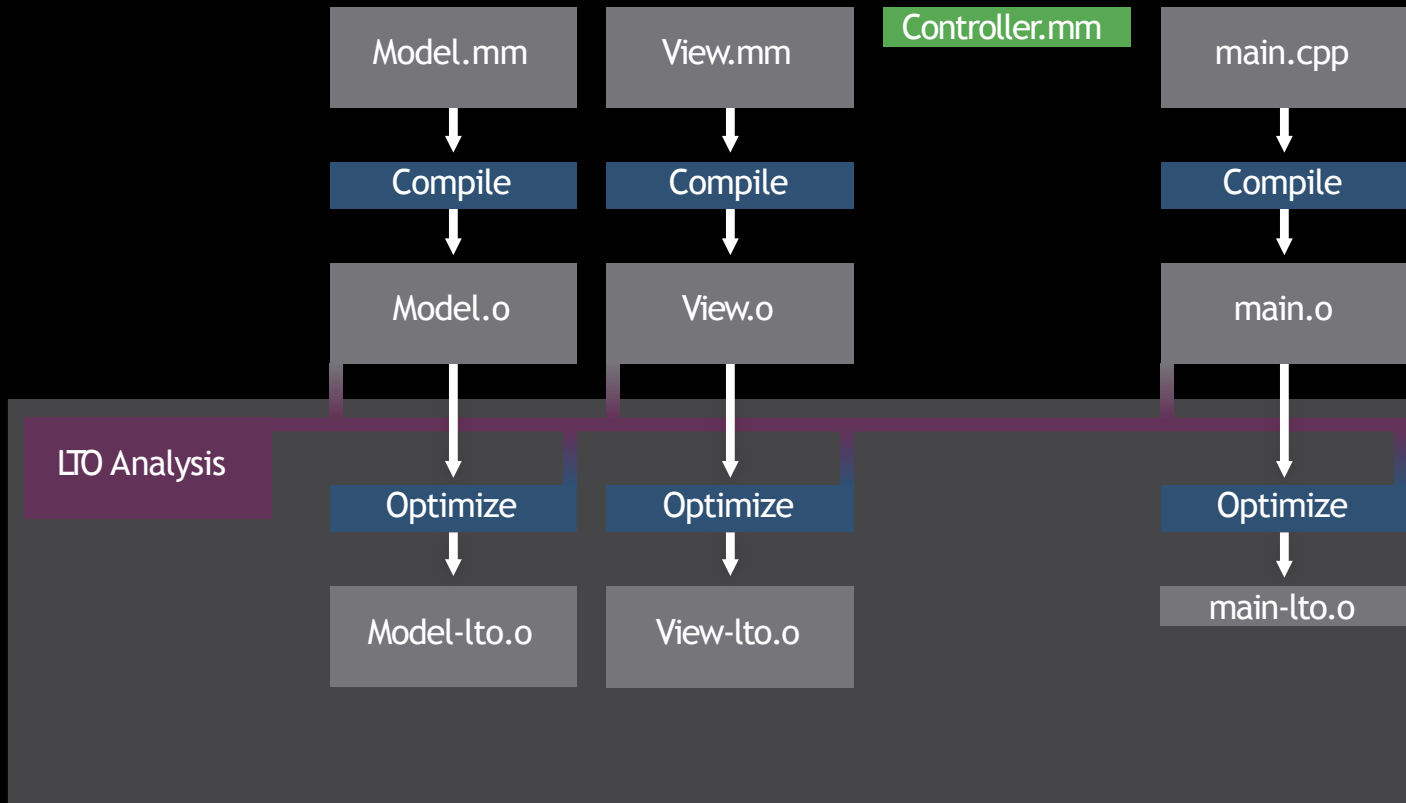 Model.mm
View.mm
Controller.mm
main.cpp
Compile
Compile
Compile
Model.o
View.o
main.o
LTO Analysis
Optimize
Optimize
Optimize
Model-lto.o
View-lto.o
main-lto.o